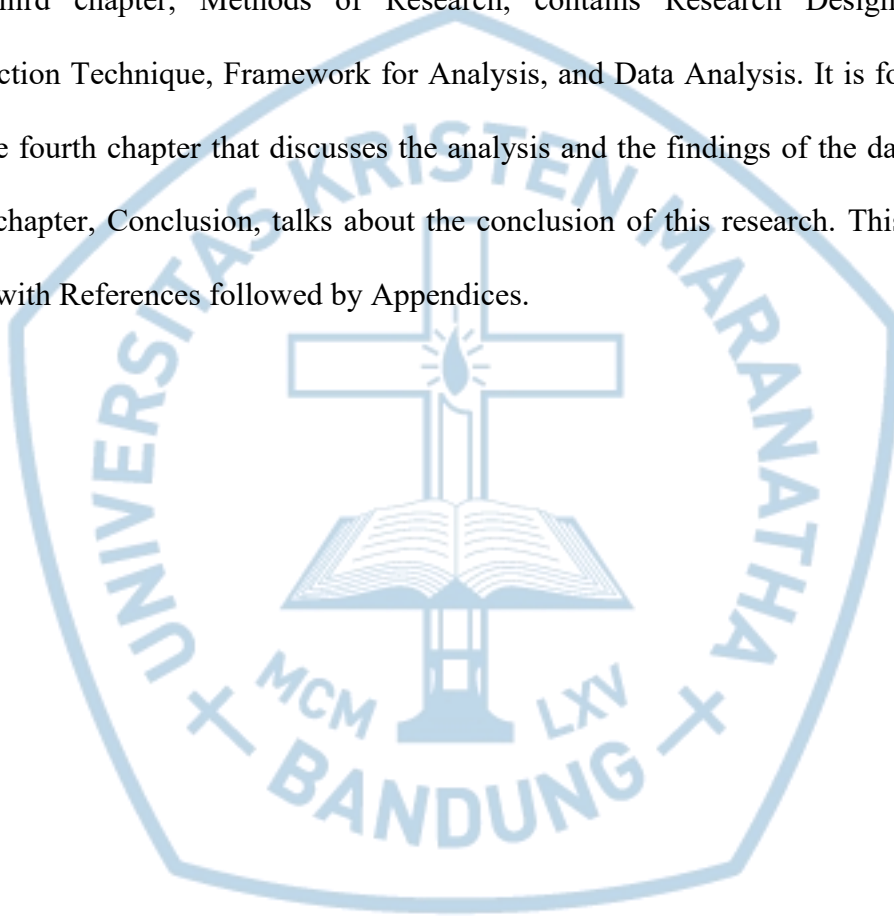 hird chapter, Methods of Research, contains Research Design
ction Technique, Framework for Analysis, and Data Analysis. It is fo
e fourth chapter that discusses the analysis and the findings of the da
chapter, Conclusion, talks about the conclusion of this research. This
with References followed by Appendices.
UNIVERSITAS KRISTEN MARANATHA
MCM LXV
BANDUNG